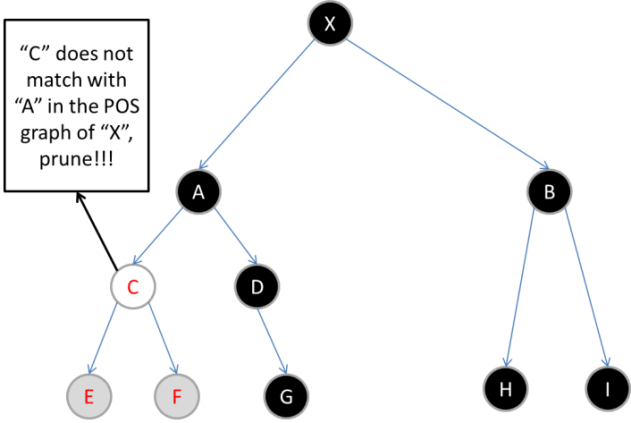 X
“C” does not
match with
“A” in the POS
graph of “X”,
prune!!!
A
B
C
D
E
F
G
H
I